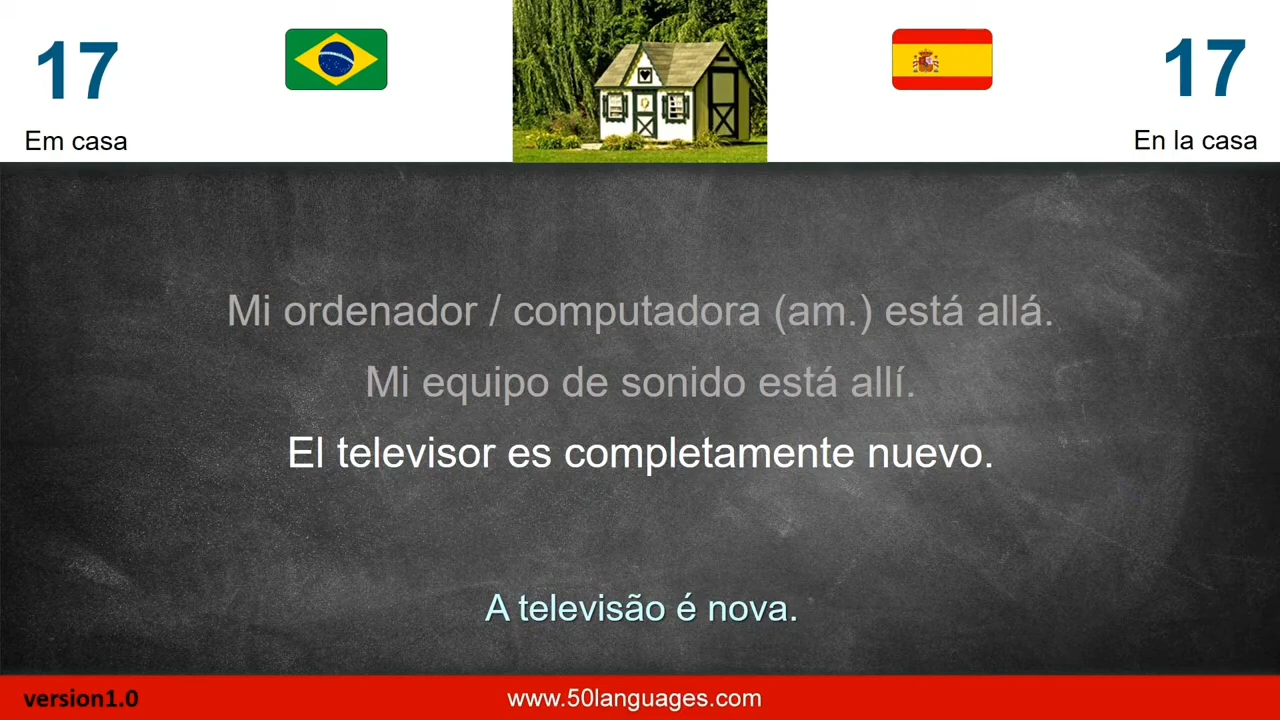 17
17
Em casa
En la casa
Mi ordenador / computadora (am.) está allá.
Mi equipo de sonido está allí.
El televisor es completamente nuevo.
A televisão é nova.
version1.0
www.50languages.com